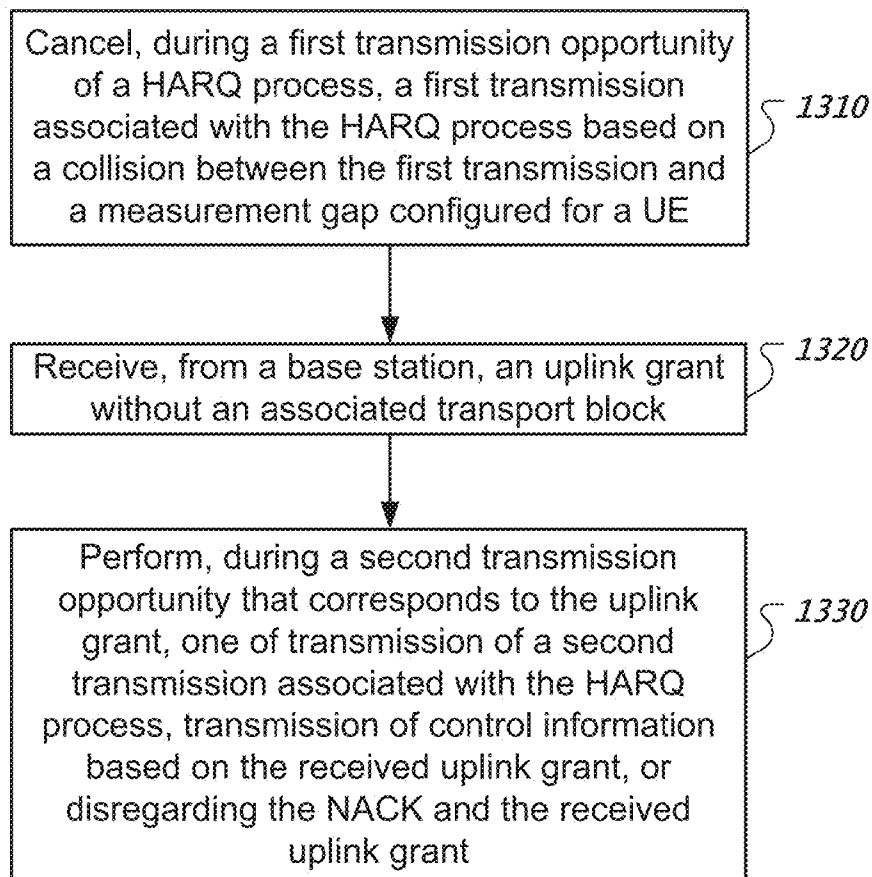 Cancel, during a first transmission opportunity
of a HARQ process, a first transmission
associated with the HARQ process based on
a collision between the first transmission and
a measurement gap configured for a UE
1310
Receive, from a base station, an uplink grant
without an associated transport block
1320
Perform, during a second transmission
opportunity that corresponds to the uplink
grant, one of transmission of a second
transmission associated with the HARQ
process, transmission of control information
based on the received uplink grant, or
disregarding the NACK and the received
uplink grant
1330